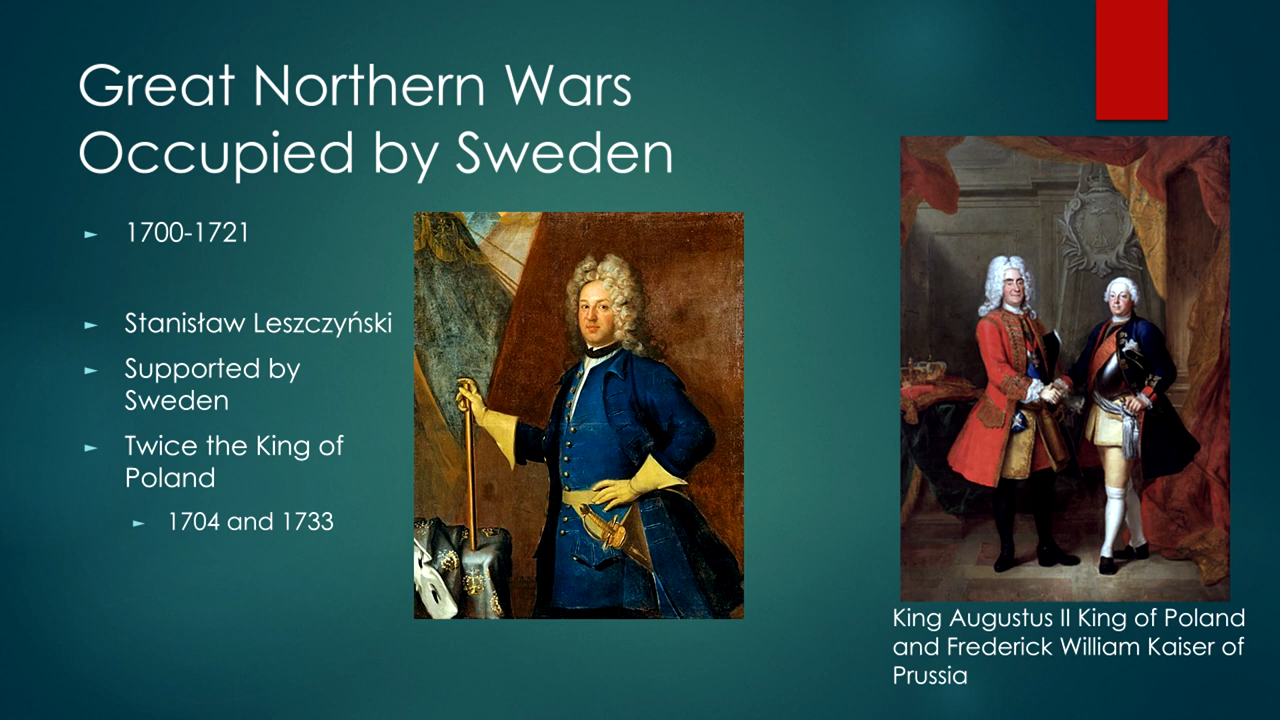 Great Northern Wars
Occupied by Sweden
► 1700-1721
► Stanisław Leszczyński
► Supported by
Sweden
► Twice the King of
Poland
► 1704 and 1733
King Augustus II King of Poland
and Frederick William Kaiser of
Prussia